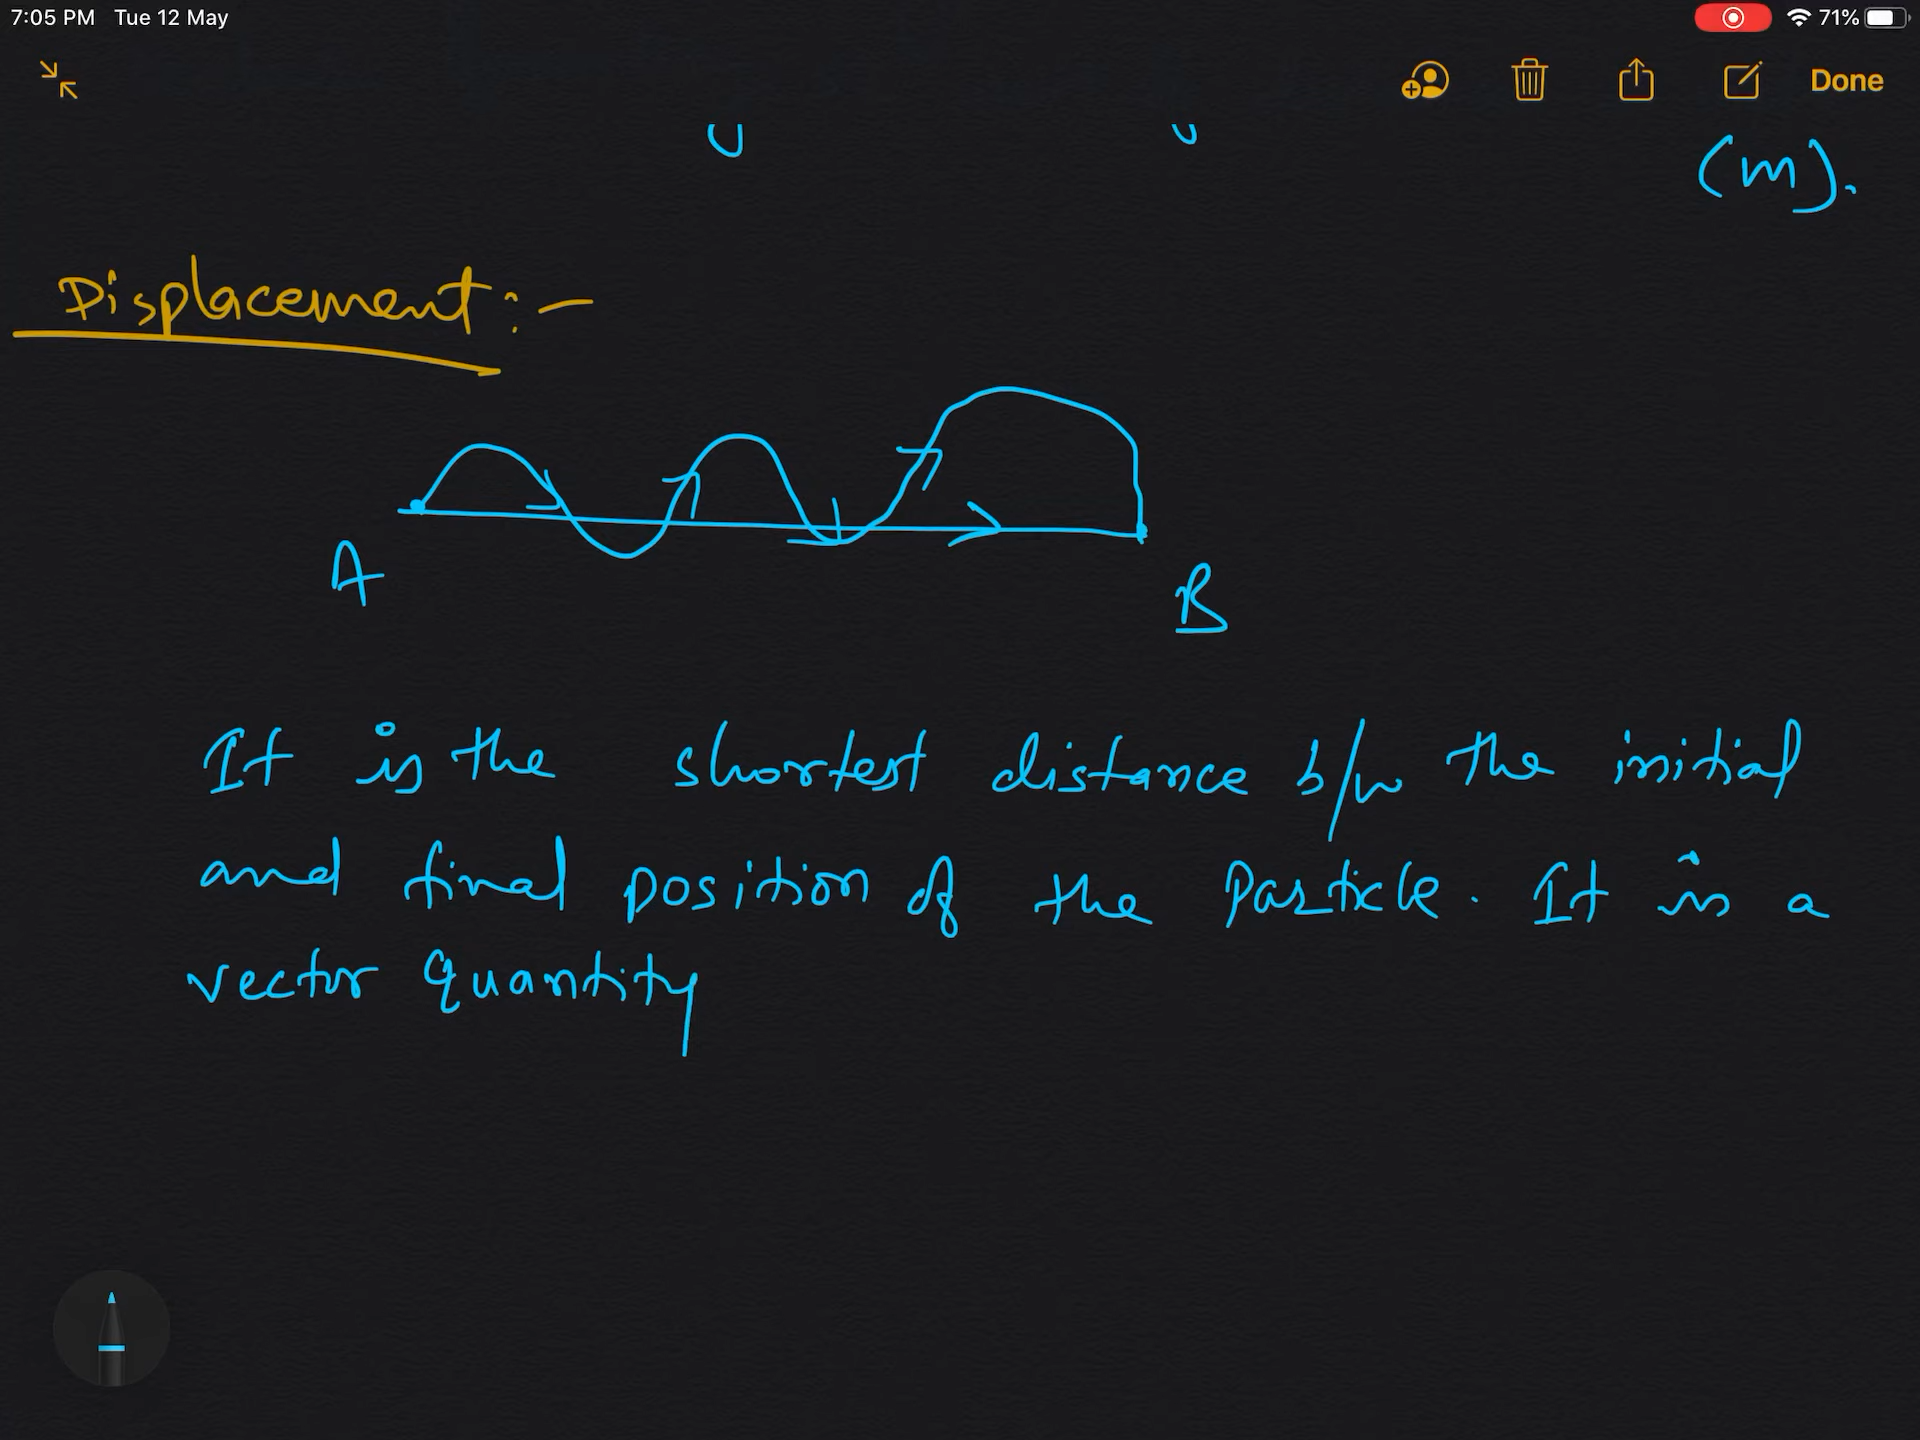 7:05 PM Tue 12 May
71%
Done
(m).
Displacement :-
A
B
It is the shortest distance b/w the initial
and final position of the Particle. It is a
vector quantity